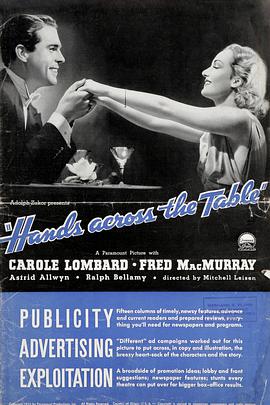 Adolph Zukor presents
"Hands across the Table"
A Paramount Picture with
CAROLE LOMBARD • FRED MACMURRAY
Astrid Allwyn • Ralph Bellamy • directed by Mitchell Leisen
PUBLICITY
Fifteen columns of timely, newsy features, advance
and current readers and prepared reviews, every-
thing you'll need for newspapers and programs.
ADVERTISING
"Different" ad campaigns worked out for this
picture to put across, in copy and illustration, the
breezy heart-sock of the characters and the story.
EXPLOITATION
A broadside of promotion ideas; lobby and front
suggestions; newspaper features; stunts every
theatre can put over for bigger box-office results.